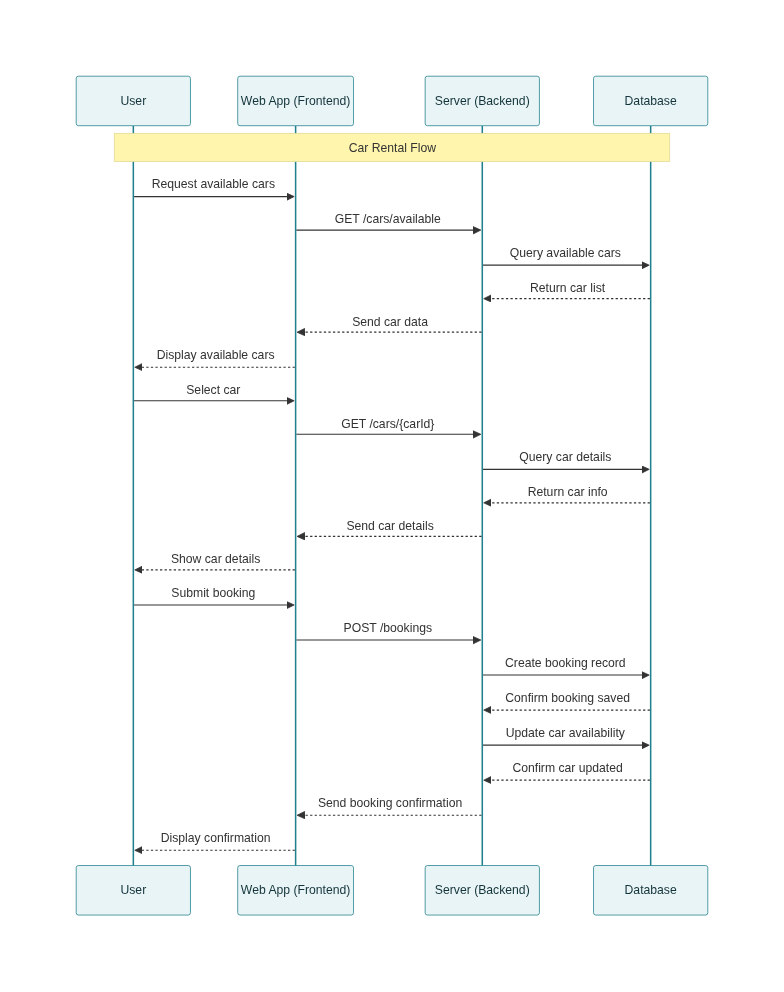 User
Web App (Frontend)
Server (Backend)
Database
Car Rental Flow
Request available cars
GET /cars/available
Query available cars
Return car list
Send car data
Display available cars
Select car
GET /cars/{carId}
Query car details
Return car info
Send car details
Show car details
Submit booking
POST /bookings
Create booking record
Confirm booking saved
Update car availability
Confirm car updated
Send booking confirmation
Display confirmation
User
Web App (Frontend)
Server (Backend)
Database